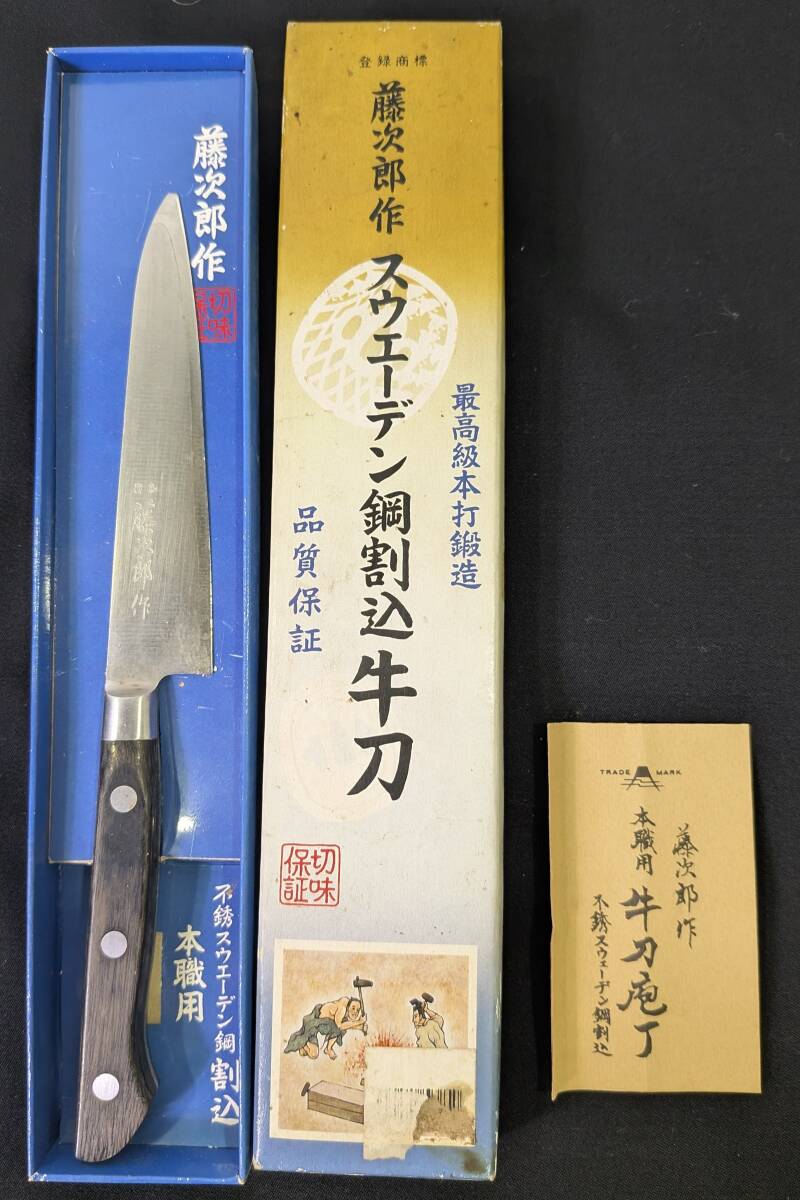 登録商標
藤次郎作 スウエーデン鋼割込 牛刀
最高級本打鍛造
品質保証
切味
保証
藤次郎作
切味
不銹スウエーデン鋼 割込
本職用
藤次郎作
TRADE MARK
藤次郎作
本職用 牛刀庖丁
不銹スウェーデン鋼割込